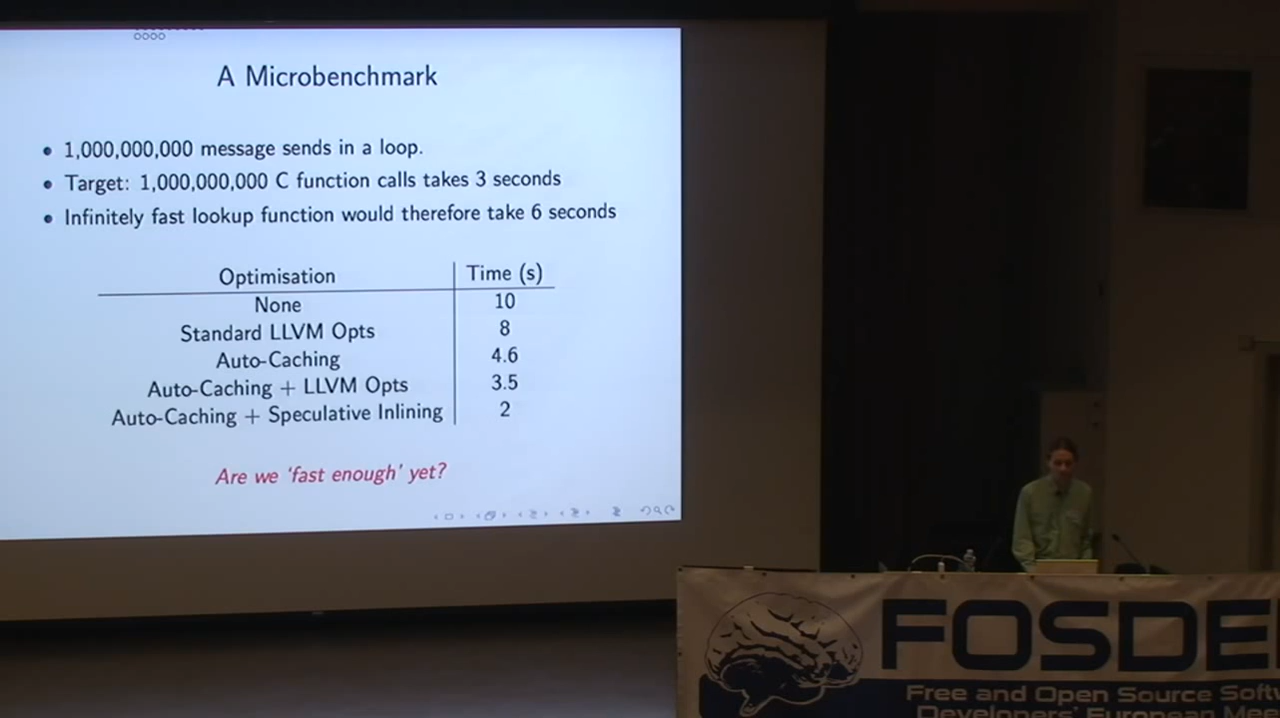 A Microbenchmark
1,000,000,000 message sends in a loop.
Target: 1,000,000,000 C function calls takes 3 seconds
Infinitely fast lookup function would therefore take 6 seconds
Optimisation Time (s)
None 10
Standard LLVM Opts 8
Auto-Caching 4.6
Auto-Caching + LLVM Opts 3.5
Auto-Caching + Speculative Inlining 2
Are we 'fast enough' yet?
FOSDE
Free and Open Source Softw
Developers' European Mee